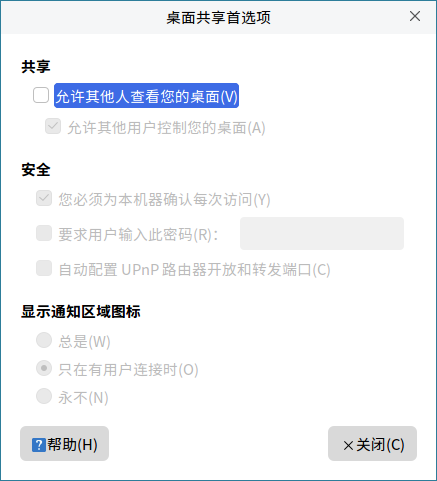 桌面共享首选项
共享
允许其他人查看您的桌面(V)
允许其他用户控制您的桌面(A)
安全
您必须为本机器确认每次访问(Y)
要求用户输入此密码(R)：
自动配置 UPnP 路由器开放和转发端口(C)
显示通知区域图标
总是(W)
只在有用户连接时(O)
永不(N)
帮助(H)
关闭(C)